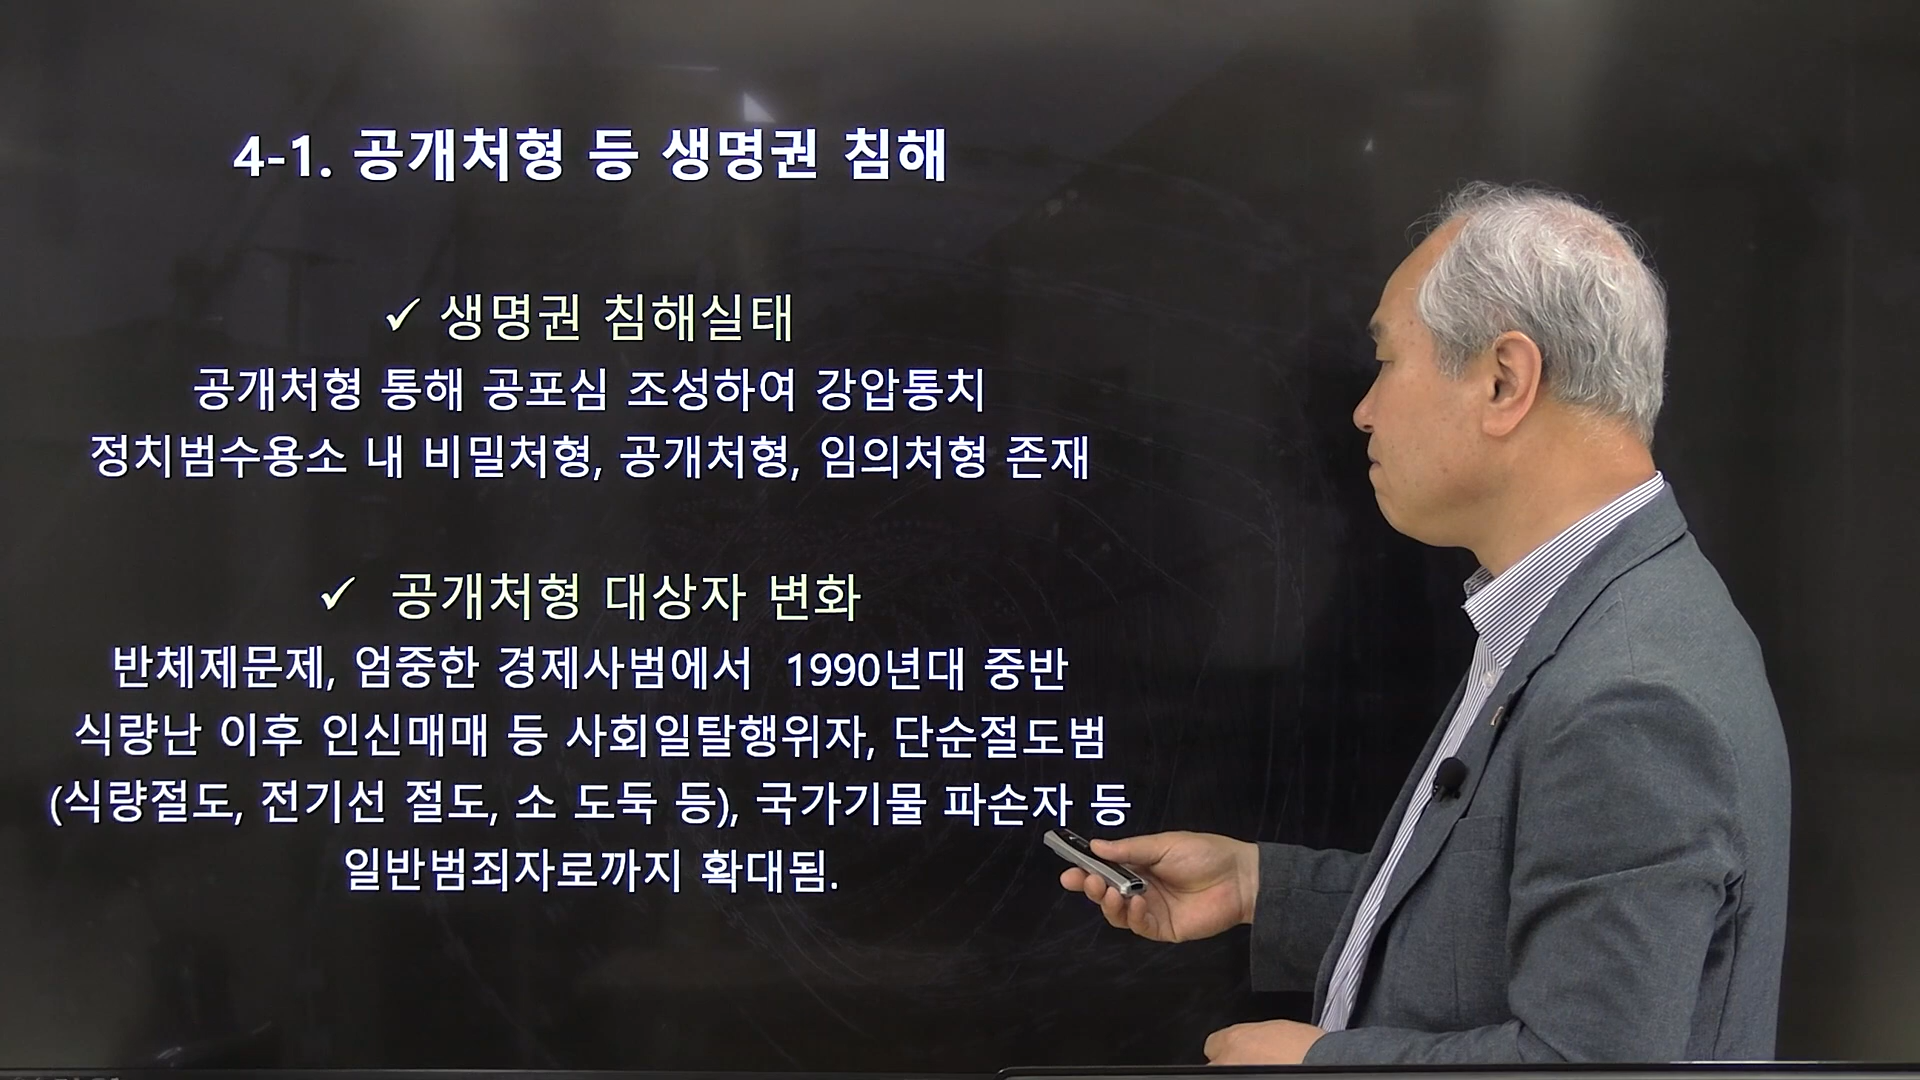 4-1. 공개처형 등 생명권 침해
✓ 생명권 침해실태
공개처형 통해 공포심 조성하여 강압통치
정치범수용소 내 비밀처형, 공개처형, 임의처형 존재
✓ 공개처형 대상자 변화
반체제문제, 엄중한 경제사범에서 1990년대 중반
식량난 이후 인신매매 등 사회일탈행위자, 단순절도범
(식량절도, 전기선 절도, 소 도둑 등), 국가기물 파손자 등
일반범죄자로까지 확대됨.